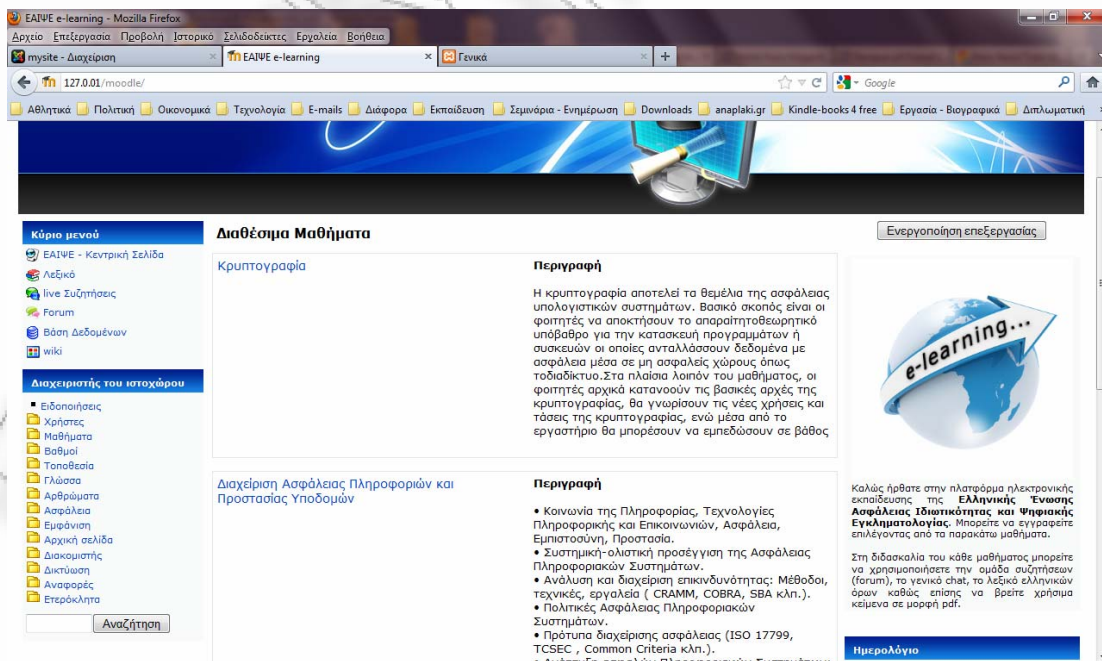 ΕΑΙΨΕ e-learning - Mozilla Firefox
Αρχείο Επεξεργασία Προβολή Ιστορικό Σελιδοδείκτες Εργαλεία Βοήθεια
mysite - Διαχείριση
ΕΑΙΨΕ e-learning
Γενικά
127.0.01/moodle/
Google
Αθλητικά Πολιτική Οικονομικά Τεχνολογία E-mails Διάφορα Εκπαίδευση Σεμινάρια - Ενημέρωση Downloads anaplaki.gr Kindle-books 4 free Εργασία - Βιογραφικά Διπλωματική
Κύριο μενού
ΕΑΙΨΕ - Κεντρική Σελίδα
Λεξικό
live Συζητήσεις
Forum
Βάση Δεδομένων
wiki
Διαχειριστής του ιστοχώρου
Ειδοποιήσεις
Χρήστες
Μαθήματα
Βαθμοί
Τοποθεσία
Γλώσσα
Αρθρώματα
Ασφάλεια
Εμφάνιση
Αρχική σελίδα
Διακομιστής
Δικτύωση
Αναφορές
Ετερόκλητα
Αναζήτηση
Διαθέσιμα Μαθήματα
Κρυπτογραφία
Περιγραφή
Η κρυπτογραφία αποτελεί τα θεμέλια της ασφάλειας
υπολογιστικών συστημάτων. Βασικό σκοπός είναι οι
φοιτητές να αποκτήσουν το απαραίτητοθεωρητικό
υπόβαθρο για την κατασκευή προγραμμάτων ή
συσκευών οι οποίες ανταλλάσσουν δεδομένα με
ασφάλεια μέσα σε μη ασφαλείς χώρους όπως
τοδιαδίκτυο.Στα πλαίσια λοιπόν του μαθήματος, οι
φοιτητές αρχικά κατανοούν τις βασικές αρχές της
κρυπτογραφίας, θα γνωρίσουν τις νέες χρήσεις και
τάσεις της κρυπτογραφίας, ενώ μέσα από το
εργαστήριο θα μπορέσουν να εμπεδώσουν σε βάθος
Διαχείριση Ασφάλειας Πληροφοριών και
Προστασίας Υποδομών
Περιγραφή
• Κοινωνία της Πληροφορίας, Τεχνολογίες
Πληροφορικής και Επικοινωνιών, Ασφάλεια,
Εμπιστοσύνη, Προστασία.
• Συστημική-ολιστική προσέγγιση της Ασφάλειας
Πληροφοριακών Συστημάτων.
• Ανάλυση και διαχείριση επικινδυνότητας: Μέθοδοι,
τεχνικές, εργαλεία ( CRAMM, COBRA, SBA κλπ.).
• Πολιτικές Ασφάλειας Πληροφοριακών
Συστημάτων.
• Πρότυπα διαχείρισης ασφάλειας (ISO 17799,
TCSEC , Common Criteria κλπ.).
Ενεργοποίηση επεξεργασίας
e-learning...
Καλώς ήρθατε στην πλατφόρμα ηλεκτρονικής
εκπαίδευσης της Ελληνικής Ένωσης
Ασφάλειας Ιδιωτικότητας και Ψηφιακής
Εγκληματολογίας. Μπορείτε να εγγραφείτε
επιλέγοντας από τα παρακάτω μαθήματα.
Στη διδασκαλία του κάθε μαθήματος μπορείτε
να χρησιμοποιήσετε την ομάδα συζητήσεων
(forum), το γενικό chat, το λεξικό ελληνικών
όρων καθώς επίσης να βρείτε χρήσιμα
κείμενα σε μορφή pdf.
Ημερολόγιο